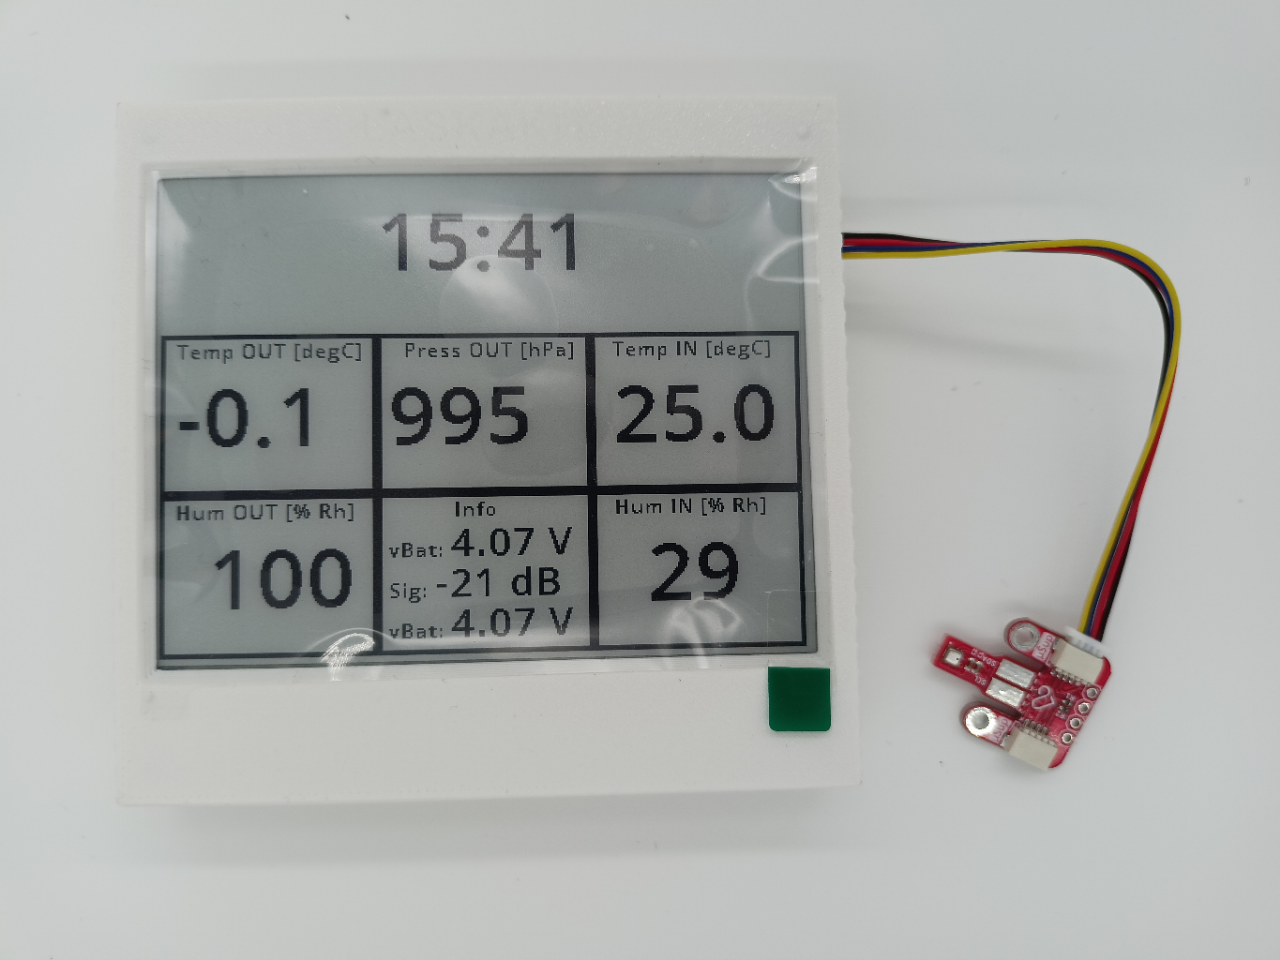 15:41
Temp OUT [degC]
-0.1
Press OUT [hPa]
995
Temp IN [degC]
25.0
Hum OUT [% Rh]
100
Info
vBat: 4.07 V
Sig: -21 dB
vBat: 4.07 V
Hum IN [% Rh]
29